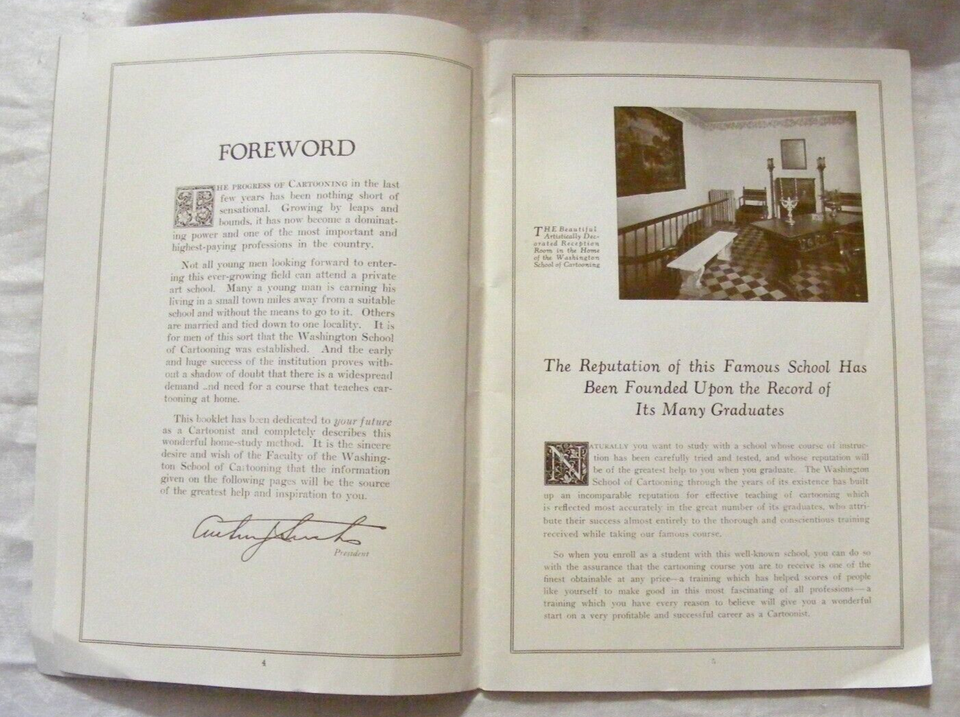 FOREWORD
THE PROGRESS OF CARTOONING in the last
few years has been nothing short of
sensational. Growing by leaps and
bounds, it has now become a dominat-
ing power and one of the most important and
highest-paying professions in the country.
Not all young men looking forward to enter-
ing this ever-growing field can attend a private
art school. Many a young man is earning his
living in a small town miles away from a suitable
school and without the means to go to it. Others
are married and tied down to one locality. It is
for men of this sort that the Washington School
of Cartooning was established. And the early
and huge success of the institution proves with-
out a shadow of doubt that there is a widespread
demand and need for a course that teaches car-
tooning at home.
This booklet has been dedicated to your future
as a Cartoonist and completely describes this
wonderful home-study method. It is the sincere
desire and wish of the Faculty of the Washing-
ton School of Cartooning that the information
given on the following pages will be the source
of the greatest help and inspiration to you.
President
4
THE Beautiful
Artistically Dec-
orated Reception
Room in the Home
of the Washington
School of Cartooning
The Reputation of this Famous School Has
Been Founded Upon the Record of
Its Many Graduates
NATURALLY you want to study with a school whose course of instruc-
tion has been carefully tried and tested, and whose reputation will
be of the greatest help to you when you graduate. The Washington
School of Cartooning through the years of its existence has built
up an incomparable reputation for effective teaching of cartooning which
is reflected most accurately in the great number of its graduates, who attri-
bute their success almost entirely to the thorough and conscientious training
received while taking our famous course.
So when you enroll as a student with this well-known school, you can do so
with the assurance that the cartooning course you are to receive is one of the
finest obtainable at any price—a training which has helped scores of people
like yourself to make good in this most fascinating of all professions—a
training which you have every reason to believe will give you a wonderful
start on a very profitable and successful career as a Cartoonist.
5